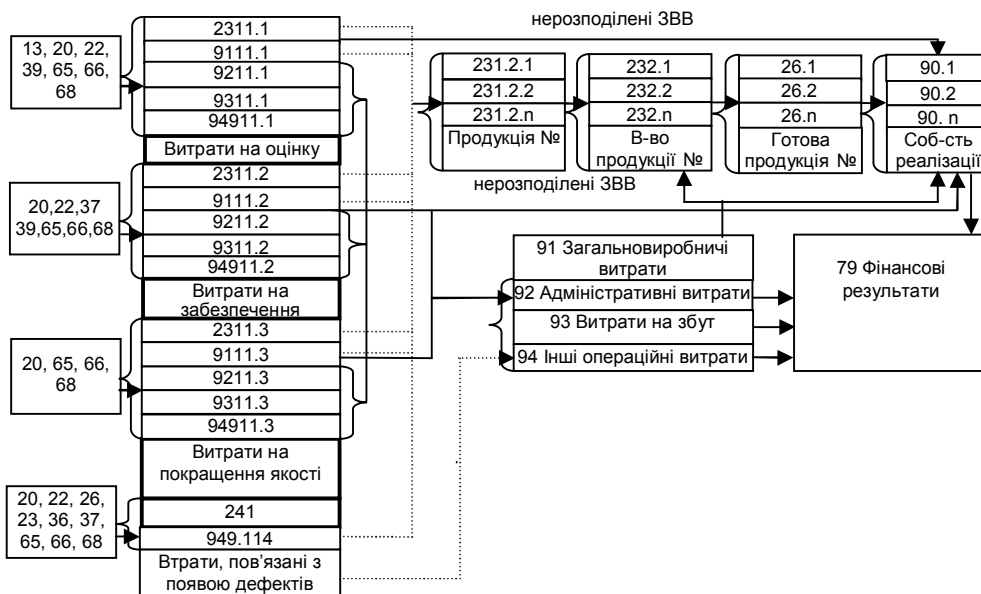 нерозподілені ЗВВ
13, 20, 22,
39, 65, 66,
68
2311.1
9111.1
9211.1
9311.1
94911.1
Витрати на оцінку
231.2.1
231.2.2
231.2.n
Продукція №
232.1
232.2
232.n
В-во
продукції №
26.1
26.2
26.n
Готова
продукція №
90.1
90.2
90. n
Соб-сть
реалізації
нерозподілені ЗВВ
20,22,37
39,65,66,68
2311.2
9111.2
9211.2
9311.2
94911.2
Витрати на
забезпечення
91 Загальновиробничі
витрати
92 Адміністративні витрати
93 Витрати на збут
94 Інші операційні витрати
79 Фінансові
результати
20, 65, 66,
68
2311.3
9111.3
9211.3
9311.3
94911.3
Витрати на
покращення якості
20, 22, 26,
23, 36, 37,
65, 66, 68
241
949.114
Втрати, пов’язані з
появою дефектів